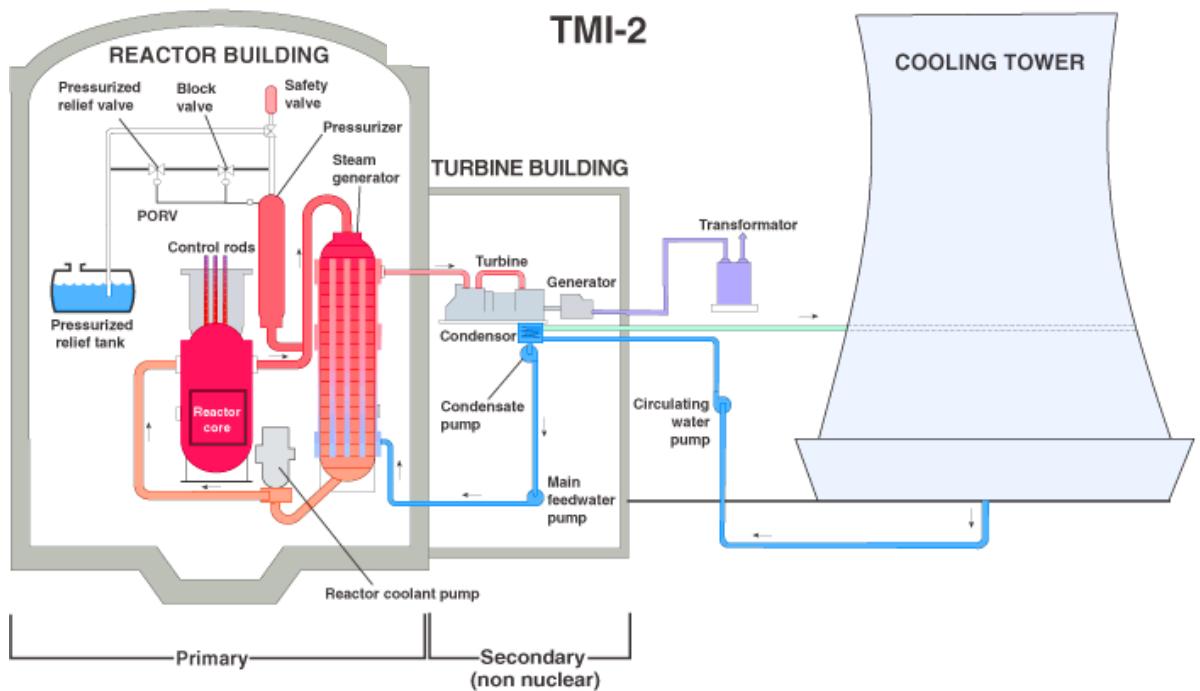 TMI-2
REACTOR BUILDING
COOLING TOWER
Pressurized
relief valve
Block
valve
Safety
valve
Pressurizer
Steam
generator
TURBINE BUILDING
PORV
Control rods
Transformator
Turbine
Generator
Pressurized
relief tank
Condensor
Reactor
core
Condensate
pump
Circulating
water
pump
Main
feedwater
pump
Reactor coolant pump
Primary
Secondary
(non nuclear)